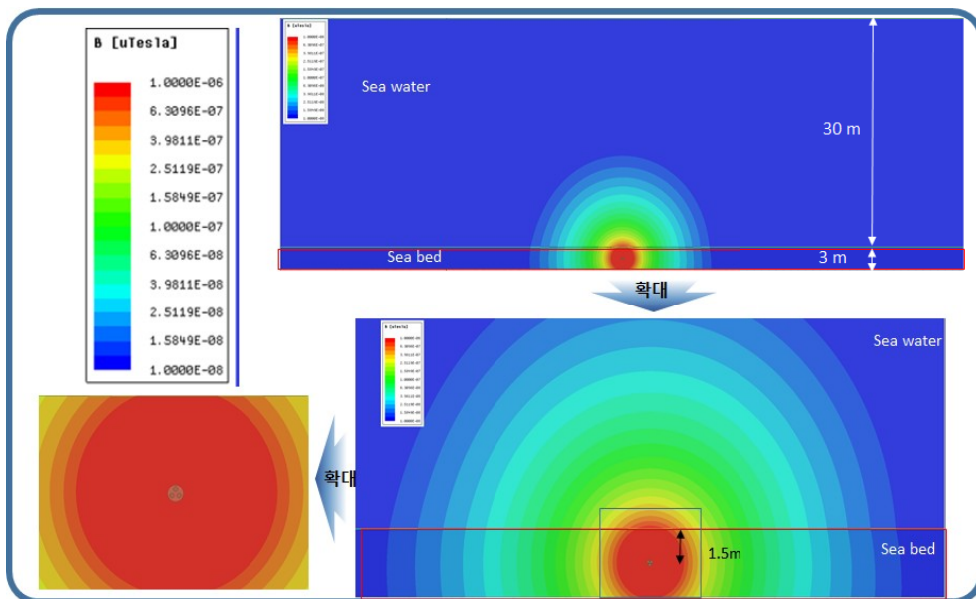 B [uTesla]
1.0000E-06
6.3096E-07
3.9811E-07
2.5119E-07
1.5849E-07
1.0000E-07
6.3096E-08
3.9811E-08
2.5119E-08
1.5849E-08
1.0000E-08
B [uTesla]
Sea water
30 m
Sea bed
3 m
확대
B [uTesla]
Sea water
확대
1.5m
Sea bed